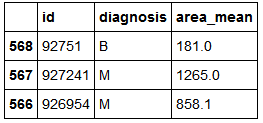 id diagnosis area_mean
568 92751 B 181.0
567 927241 M 1265.0
566 926954 M 858.1